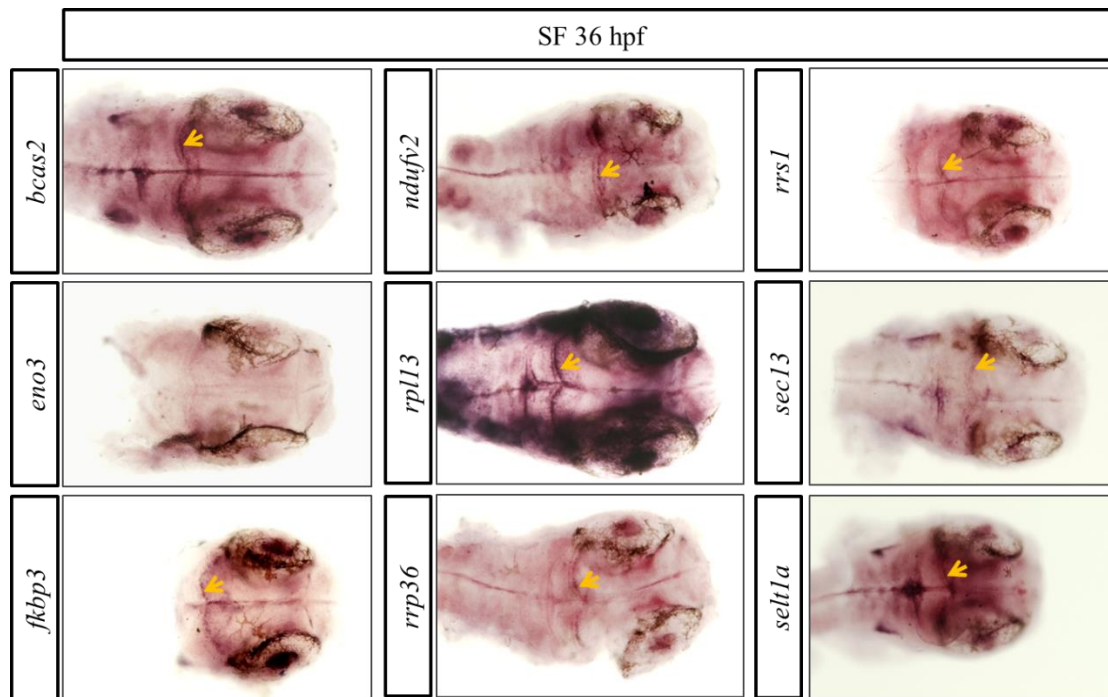 SF 36 hpf
bcas2
ndufv2
rrs1
eno3
rpl13
sec13
fkbp3
rrp36
selt1a